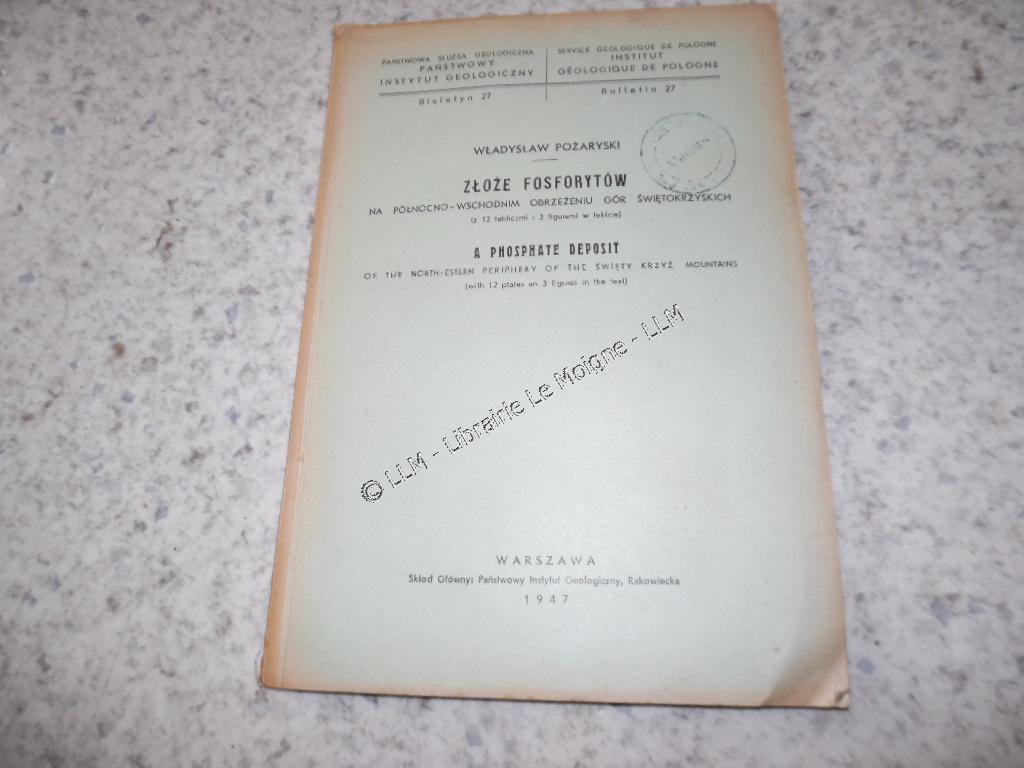 PAŃSTWOWA SŁUŻBA GEOLOGICZNA
PAŃSTWOWY
INSTYTUT GEOLOGICZNY
Biuletyn 27
SERVICE GEOLOGIQUE DE POLOGNE
INSTITUT
GÉOLOGIQUE DE POLOGNE
Bulletin 27
WŁADYSŁAW POŻARYSKI
ZŁOŻE FOSFORYTÓW
NA PÓŁNOCNO-WSCHODNIM OBRZEŻENIU GÓR ŚWIĘTOKRZYSKICH
(z 12 tablicami i 3 figurami w tekście)
A PHOSPHATE DEPOSIT
OF THE NORTH-ESTERN PERIPHERY OF THE ŚWIĘTY KRZYŻ MOUNTAINS
(with 12 plates an 3 figures in the text)
© LLM - Librairie Le Moigne - LLM
WARSZAWA
Skład Główny: Państwowy Instytut Geologiczny, Rakowiecka
1947